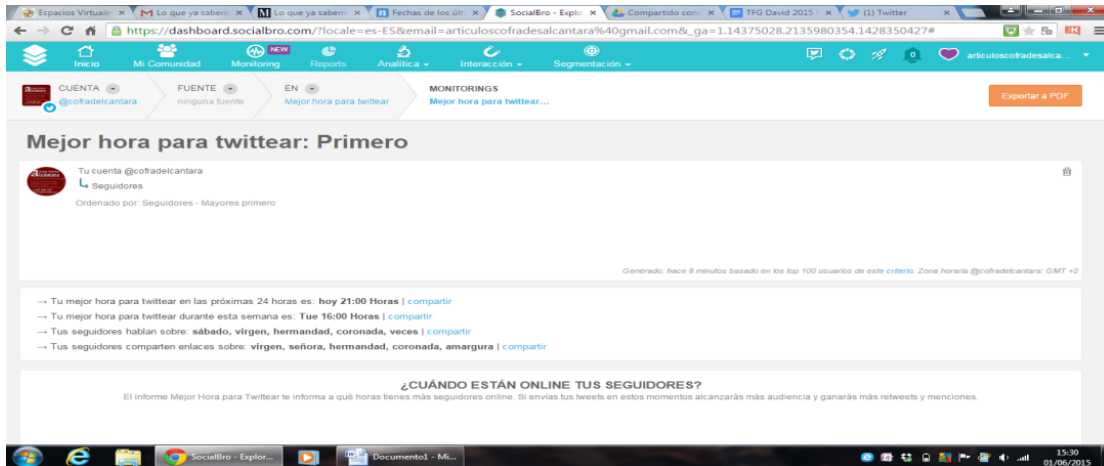 Espacios Virtuale
Lo que ya sabem
Lo que ya sabem
Fechas de los últi
SocialBro - Explo
Compartido con
TFG David 2015
(1) Twitter
https://dashboard.socialbro.com/?locale=es-ES&email=articuloscofradesalcantara%40gmail.com&_ga=1.14375028.2135980354.1428350427#
Inicio
Mi Comunidad
NEW
Monitoring
Reports
Analítica
Interacción
Segmentación
0
articuloscofradesalca...
CUENTA
@cofradelcantara
FUENTE
ninguna fuente
EN
Mejor hora para twittear
MONITORINGS
Mejor hora para twittear...
Exportar a PDF
Mejor hora para twittear: Primero
Tu cuenta @cofradelcantara
Seguidores
Ordenado por: Seguidores - Mayores primero
Generado: hace 8 minutos basado en los top 100 usuarios de este criterio. Zona horaria @cofradelcantara: GMT +2
→ Tu mejor hora para twittear en las próximas 24 horas es: hoy 21:00 Horas | compartir
→ Tu mejor hora para twittear durante esta semana es: Tue 16:00 Horas | compartir
→ Tus seguidores hablan sobre: sábado, virgen, hermandad, coronada, veces | compartir
→ Tus seguidores comparten enlaces sobre: virgen, señora, hermandad, coronada, amargura | compartir
¿CUÁNDO ESTÁN ONLINE TUS SEGUIDORES?
El informe Mejor Hora para Twittear te informa a qué horas tienes más seguidores online. Si envías tus tweets en estos momentos alcanzarás más audiencia y ganarás más retweets y menciones.
SocialBro - Explor...
Documento1 - Mi...
15:30
01/06/2015